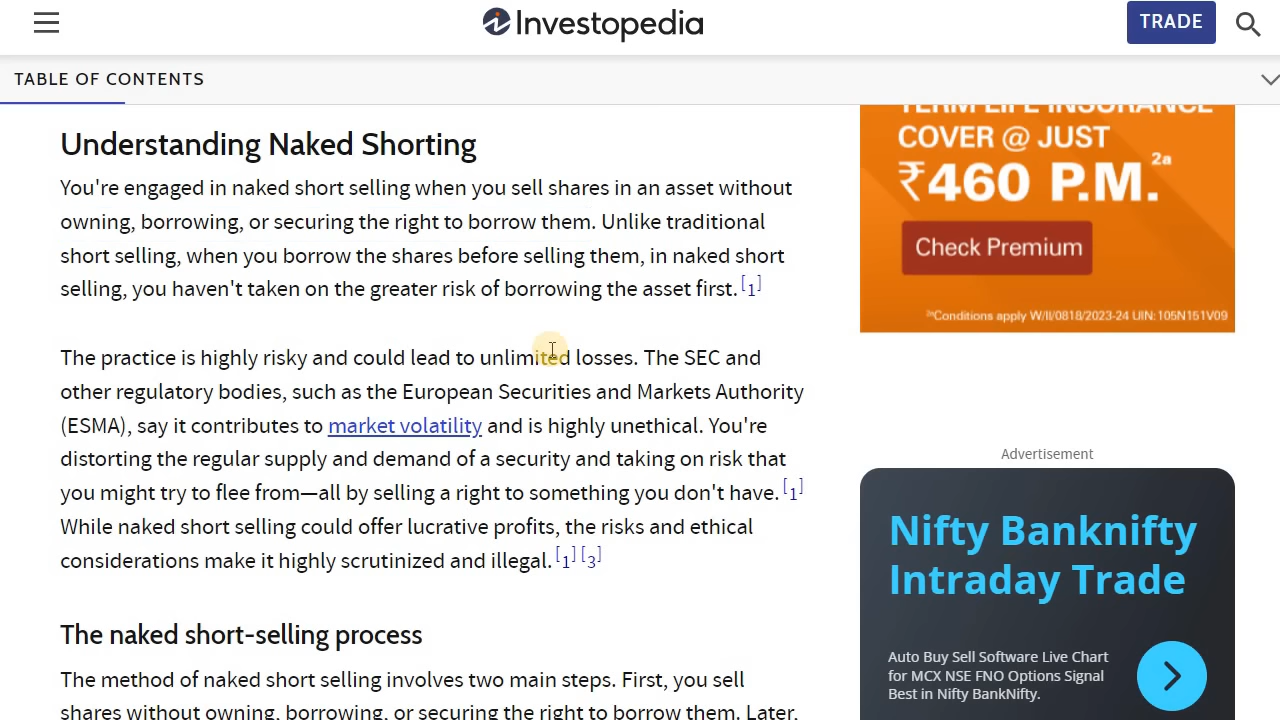 Investopedia
TRADE
TABLE OF CONTENTS
Understanding Naked Shorting
You're engaged in naked short selling when you sell shares in an asset without
owning, borrowing, or securing the right to borrow them. Unlike traditional
short selling, when you borrow the shares before selling them, in naked short
selling, you haven't taken on the greater risk of borrowing the asset first.[1]
The practice is highly risky and could lead to unlimited losses. The SEC and
other regulatory bodies, such as the European Securities and Markets Authority
(ESMA), say it contributes to market volatility and is highly unethical. You're
distorting the regular supply and demand of a security and taking on risk that
you might try to flee from—all by selling a right to something you don't have.[1]
While naked short selling could offer lucrative profits, the risks and ethical
considerations make it highly scrutinized and illegal.[1][3]
The naked short-selling process
The method of naked short selling involves two main steps. First, you sell
shares without owning, borrowing, or securing the right to borrow them. Later,
TERM LIFE INSURANCE
COVER @ JUST
₹460 P.M.2a
Check Premium
2aConditions apply W/II/0818/2023-24 UIN: 105N151V09
Advertisement
Nifty Banknifty
Intraday Trade
Auto Buy Sell Software Live Chart
for MCX NSE FNO Options Signal
Best in Nifty BankNifty.